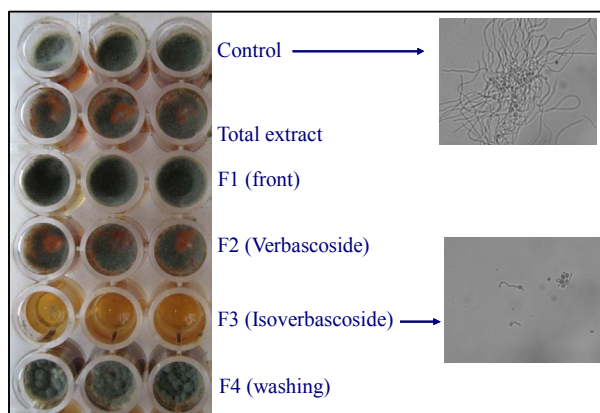 Control
Total extract
F1 (front)
F2 (Verbascoside)
F3 (Isoverbascoside)
F4 (washing)